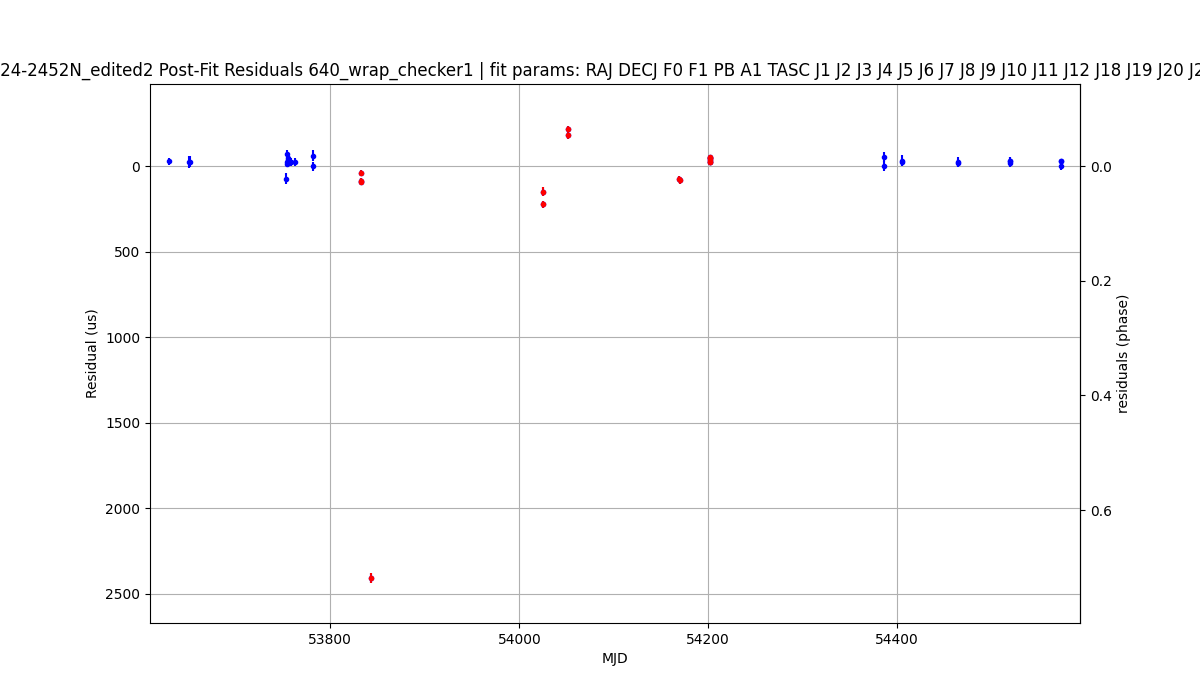 24-2452N_edited2 Post-Fit Residuals 640_wrap_checker1 | fit params: RAJ DECJ F0 F1 PB A1 TASC J1 J2 J3 J4 J5 J6 J7 J8 J9 J10 J11 J12 J18 J19 J20
0
500
1000
1500
2000
2500
Residual (us)
0.0
0.2
0.4
0.6
residuals (phase)
53800 54000 54200 54400
MJD